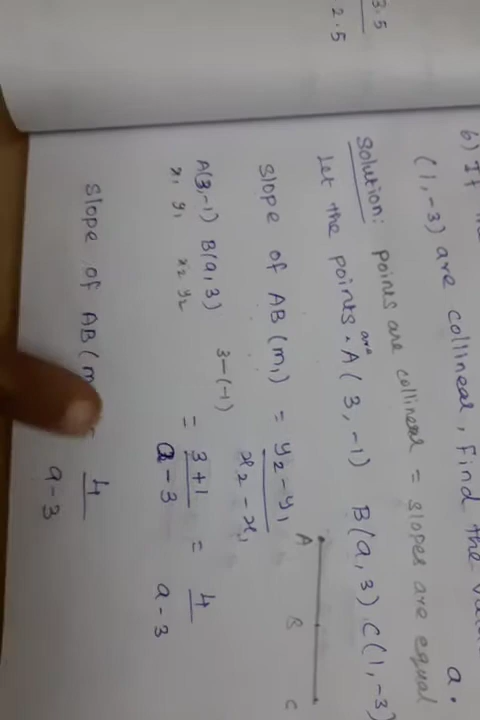 3.5
2.5
6) If
(1,-3) are collineal, Find the
a.
Solution: points are collineal = slopes are equal
Let the points are A(3,-1) B(a,3) C(1,-3)
A B C
Slope of AB (m1) = y2-y1 / x2-x1
A(3,-1) B(a,3)
x1 y1 x2 y2
3-(-1)
= 3+1 / a-3 = 4 / a-3
Slope of AB (m 4 / a-3